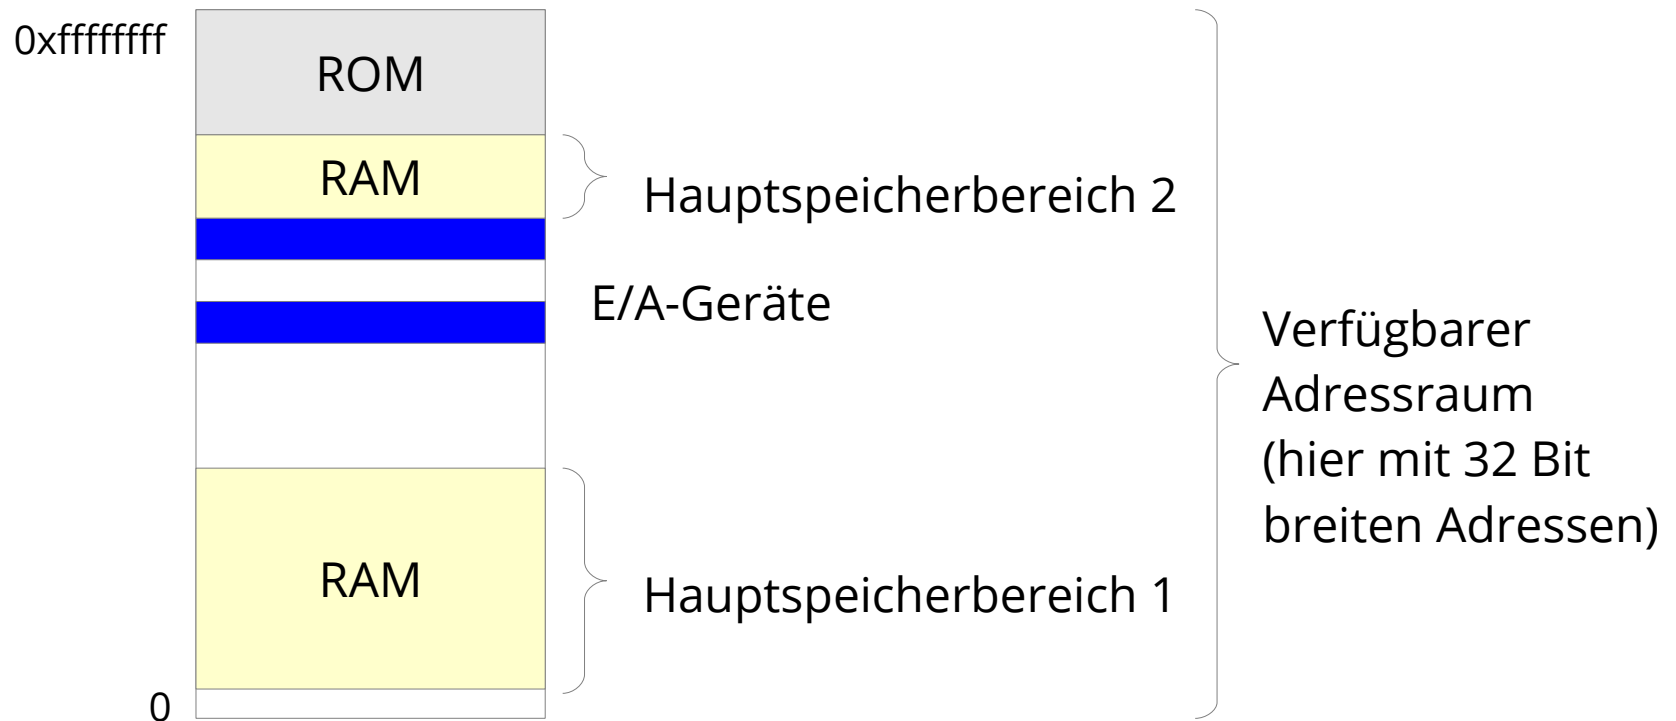 0xffffffff
ROM
RAM
Hauptspeicherbereich 2
E/A-Geräte
Verfügbarer
Adressraum
(hier mit 32 Bit
breiten Adressen)
RAM
Hauptspeicherbereich 1
0